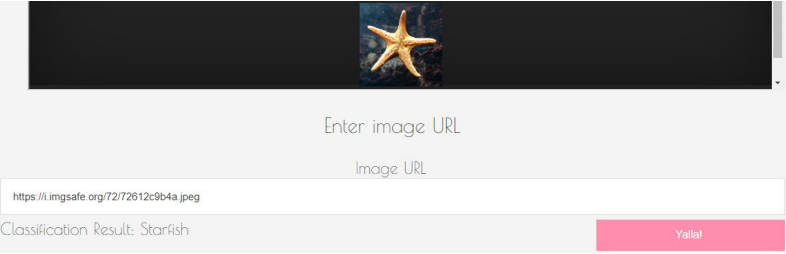 Enter image URL
Image URL
https://i.imgsafe.org/72/72612c9b4a.jpeg
Classification Result: Starfish
Yalla!